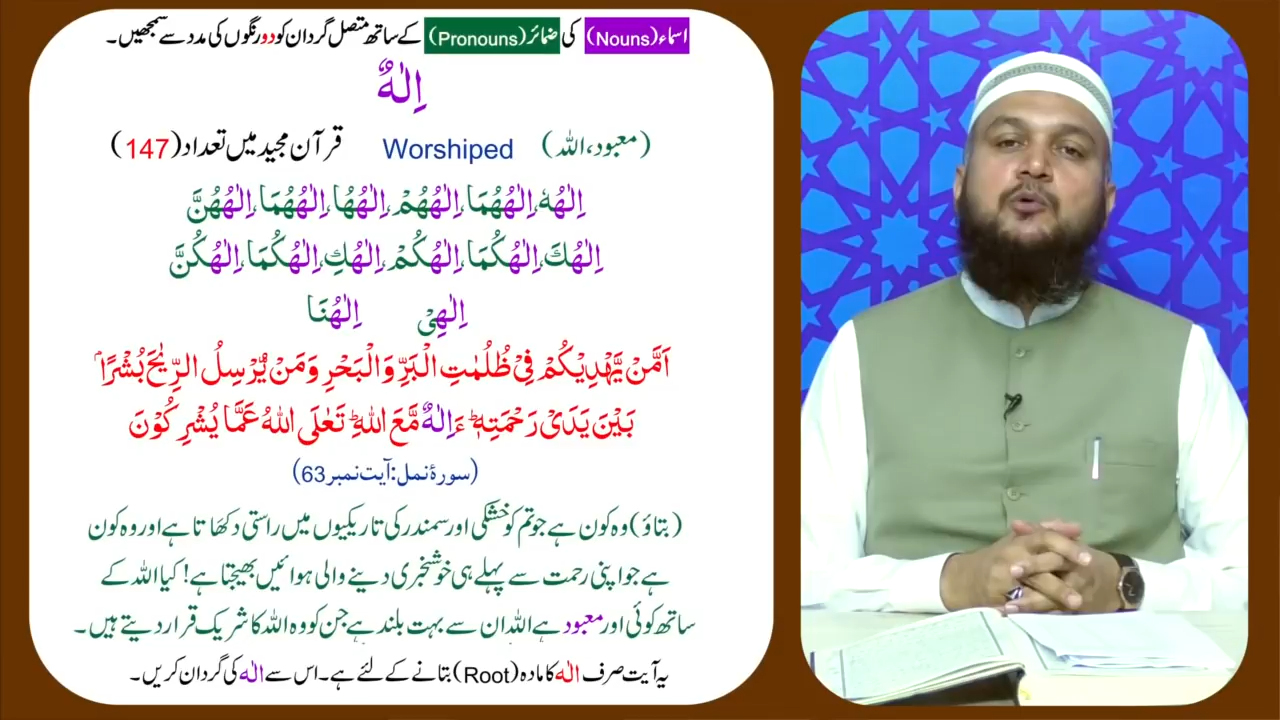 اسماء(Nouns) کی ضمائر(Pronouns) کے ساتھ متصل گردان کو دو رنگوں کی مدد سے سمجھیں۔
اِلٰهٌ
(معبود، اللہ) Worshiped قرآن مجید میں تعداد(147)
اِلٰهُهٗ، اِلٰهُهُمَا، اِلٰهُهُمْ، اِلٰهُهَا، اِلٰهُهُمَا، اِلٰهُهُنَّ
اِلٰهُكَ، اِلٰهُكُمَا، اِلٰهُكُمْ، اِلٰهُكِ، اِلٰهُكُمَا، اِلٰهُكُنَّ
اِلٰهِیْ اِلٰهُنَا
اَمَّنْ یَّهْدِیْكُمْ فِیْ ظُلُمٰتِ الْبَرِّ وَ الْبَحْرِ وَ مَنْ یُّرْسِلُ الرِّیٰحَ بُشْرًۢا
بَیْنَ یَدَیْ رَحْمَتِهٖؕ ءَاِلٰهٌ مَّعَ اللّٰهِؕ تَعٰلَى اللّٰهُ عَمَّا یُشْرِكُوْنَ
(سورۂ نمل: آیت نمبر 63)
(بتاؤ) وہ کون ہے جو تم کو خشکی اور سمندر کی تاریکیوں میں راستی دکھاتا ہے اور وہ کون
ہے جو اپنی رحمت سے پہلے ہی خوشخبری دینے والی ہوائیں بھیجتا ہے! کیا اللہ کے
ساتھ کوئی اور معبود ہے اللہ ان سے بہت بلند ہے جن کو وہ اللہ کا شریک قرار دیتے ہیں۔
یہ آیت صرف الٰہ کا مادہ (Root) بتانے کے لئے ہے۔ اس سے الٰہ کی گردان کریں۔